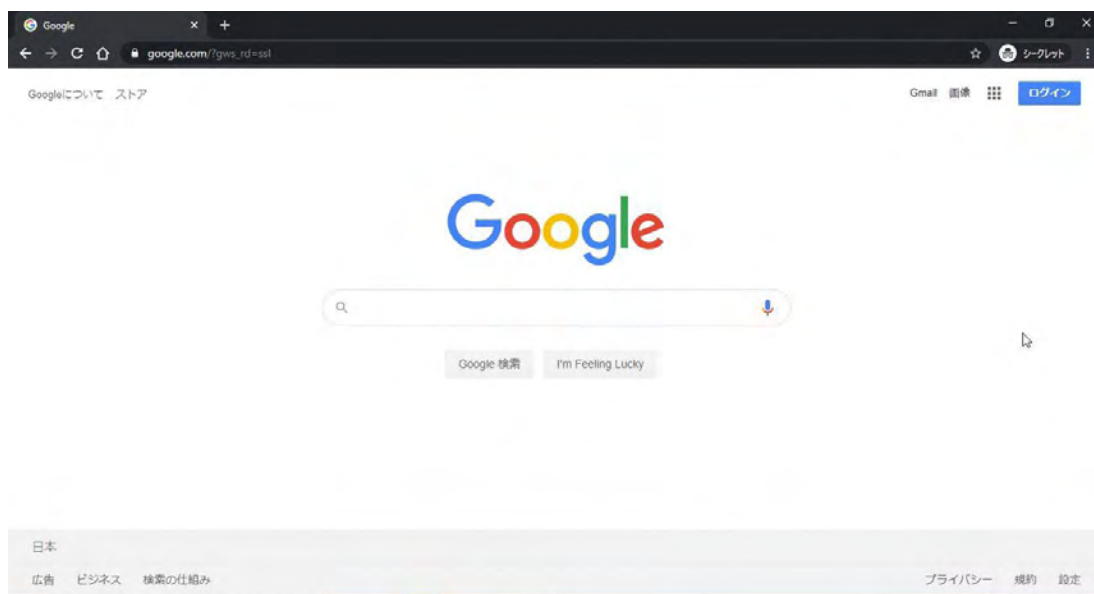 Google
google.com/?gws_rd=ssl シークレット
Googleについて ストア Gmail 画像 ログイン
Google
Google 検索 I'm Feeling Lucky
日本
広告 ビジネス 検索の仕組み プライバシー 規約 設定